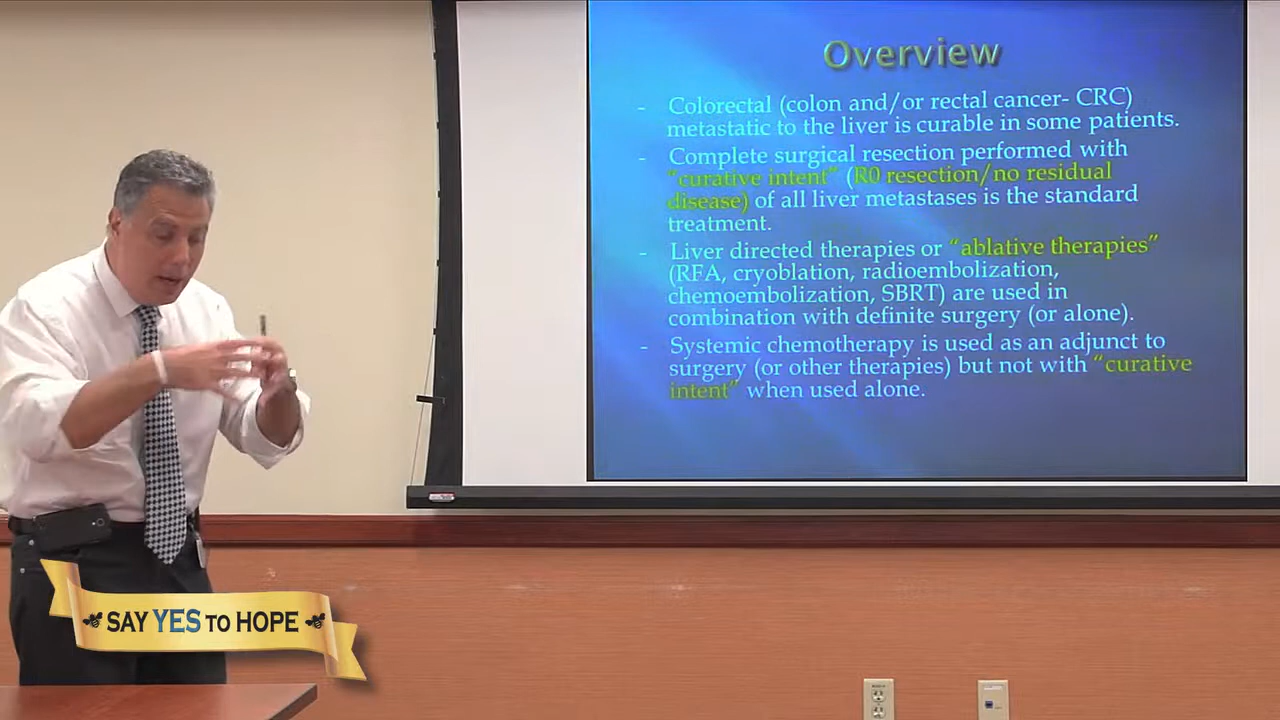 Overview
- Colorectal (colon and/or rectal cancer- CRC)
metastatic to the liver is curable in some patients.
- Complete surgical resection performed with
“curative intent” (R0 resection/no residual
disease) of all liver metastases is the standard
treatment.
- Liver directed therapies or “ablative therapies”
(RFA, cryoblation, radioembolization,
chemoembolization, SBRT) are used in
combination with definite surgery (or alone).
- Systemic chemotherapy is used as an adjunct to
surgery (or other therapies) but not with “curative
intent” when used alone.
SAY YES TO HOPE